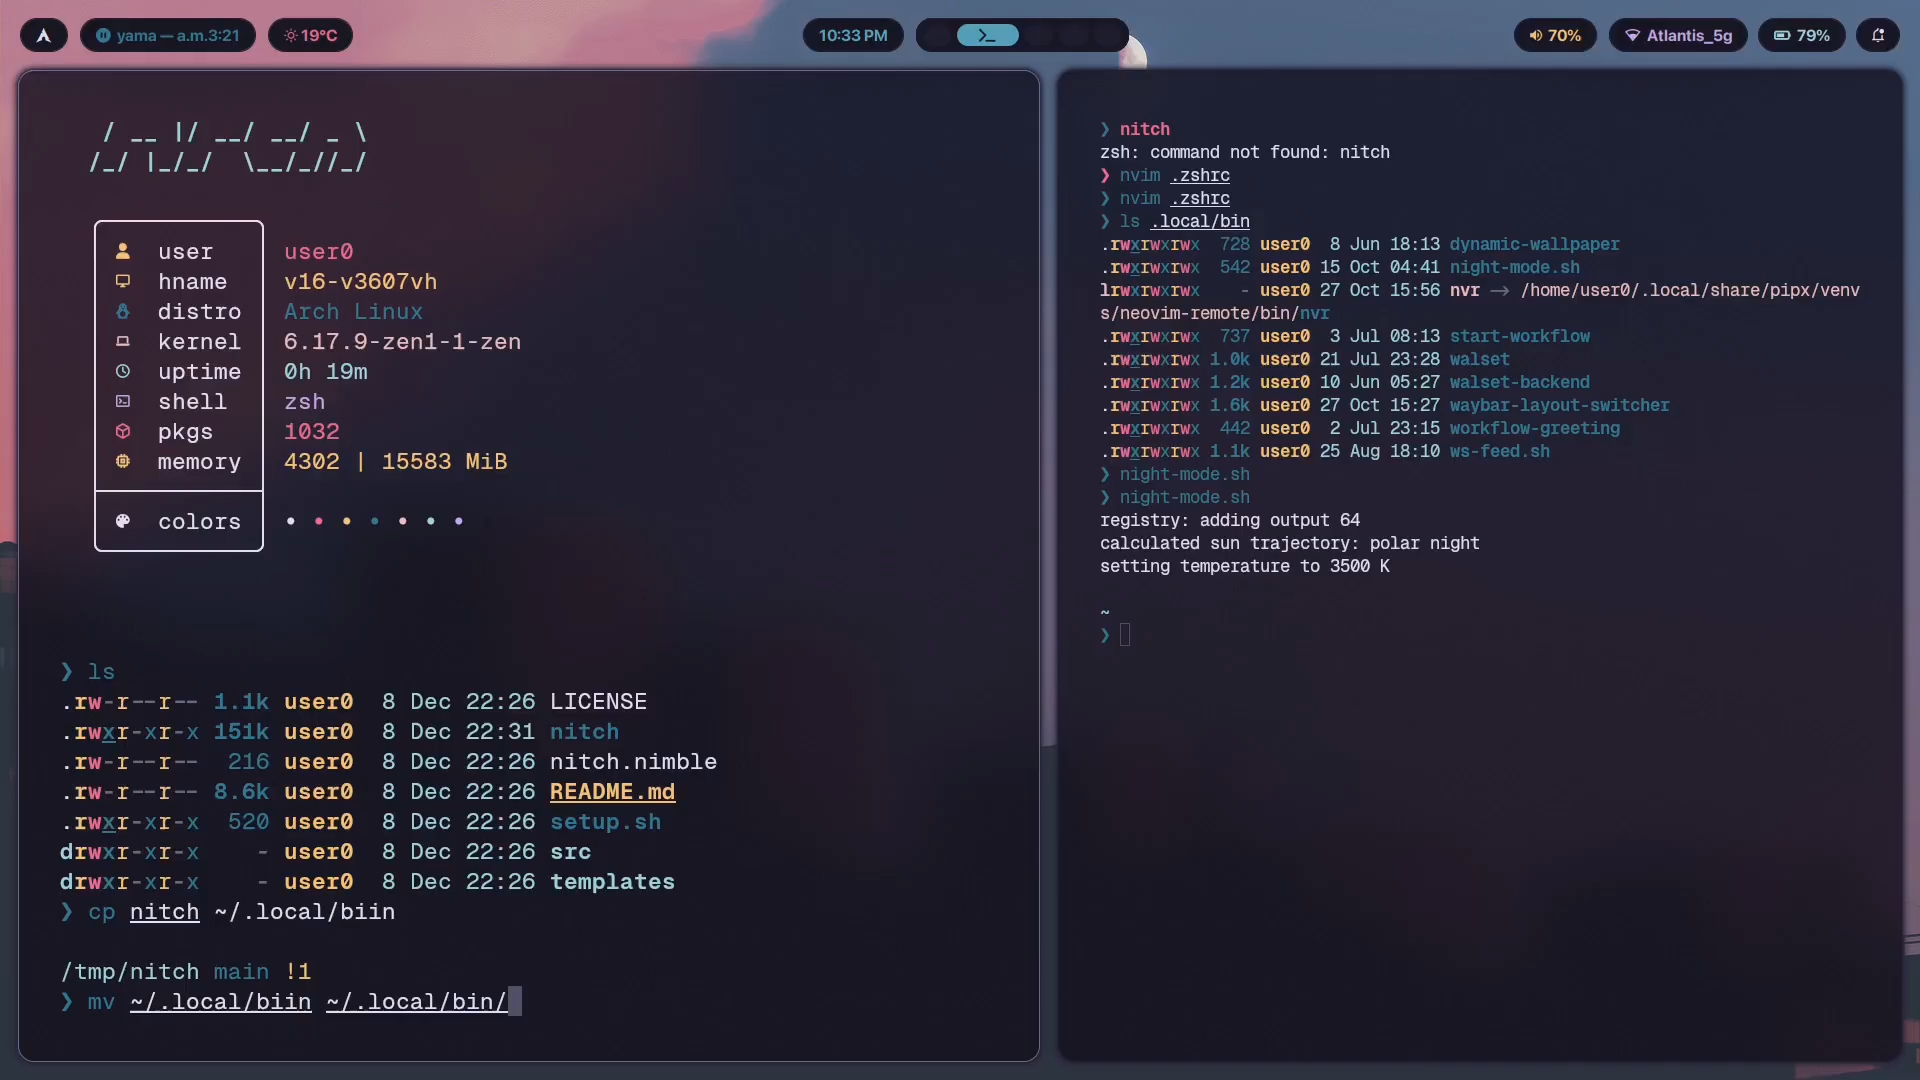 yama — a.m.3:21
19°C
10:33 PM
70%
Atlantis_5g
79%
/ __ |/ __/ __/ _ \
/_/ |_/_/  \__/_//_/
user user0
hname v16-v3607vh
distro Arch Linux
kernel 6.17.9-zen1-1-zen
uptime 0h 19m
shell zsh
pkgs 1032
memory 4302 | 15583 MiB
colors • • • • • • •
❯ ls
.rw-r--r-- 1.1k user0  8 Dec 22:26 LICENSE
.rwxr-xr-x 151k user0  8 Dec 22:31 nitch
.rw-r--r--  216 user0  8 Dec 22:26 nitch.nimble
.rw-r--r-- 8.6k user0  8 Dec 22:26 README.md
.rwxr-xr-x  520 user0  8 Dec 22:26 setup.sh
drwxr-xr-x    - user0  8 Dec 22:26 src
drwxr-xr-x    - user0  8 Dec 22:26 templates
❯ cp nitch ~/.local/biin
/tmp/nitch main !1
❯ mv ~/.local/biin ~/.local/bin/
❯ nitch
zsh: command not found: nitch
❯ nvim .zshrc
❯ nvim .zshrc
❯ ls .local/bin
.rwxrwxrwx  728 user0  8 Jun 18:13 dynamic-wallpaper
.rwxrwxrwx  542 user0 15 Oct 04:41 night-mode.sh
lrwxrwxrwx    - user0 27 Oct 15:56 nvr -> /home/user0/.local/share/pipx/venv
s/neovim-remote/bin/nvr
.rwxrwxrwx  737 user0  3 Jul 08:13 start-workflow
.rwxrwxrwx 1.0k user0 21 Jul 23:28 walset
.rwxrwxrwx 1.2k user0 10 Jun 05:27 walset-backend
.rwxrwxrwx 1.6k user0 27 Oct 15:27 waybar-layout-switcher
.rwxrwxrwx  442 user0  2 Jul 23:15 workflow-greeting
.rwxrwxrwx 1.1k user0 25 Aug 18:10 ws-feed.sh
❯ night-mode.sh
❯ night-mode.sh
registry: adding output 64
calculated sun trajectory: polar night
setting temperature to 3500 K
~
❯